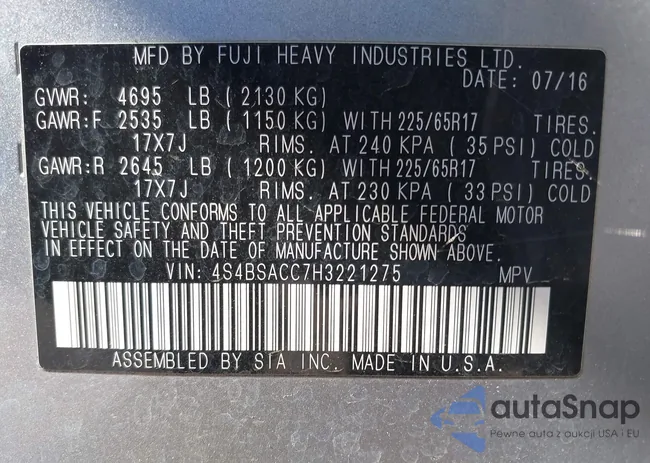 MFD BY FUJI HEAVY INDUSTRIES LTD.
DATE: 07/16
GVWR: 4695 LB ( 2130 KG)
GAWR:F 2535 LB ( 1150 KG) WITH 225/65R17 TIRES.
17X7J RIMS. AT 240 KPA ( 35 PSI) COLD
GAWR:R 2645 LB ( 1200 KG) WITH 225/65R17 TIRES.
17X7J RIMS. AT 230 KPA ( 33 PSI) COLD
THIS VEHICLE CONFORMS TO ALL APPLICABLE FEDERAL MOTOR
VEHICLE SAFETY AND THEFT PREVENTION STANDARDS
IN EFFECT ON THE DATE OF MANUFACTURE SHOWN ABOVE.
VIN: 4S4BSACC7H3221275 MPV
ASSEMBLED BY SIA INC. MADE IN U.S.A.
autaSnap
Pewne auta z aukcji USA i EU